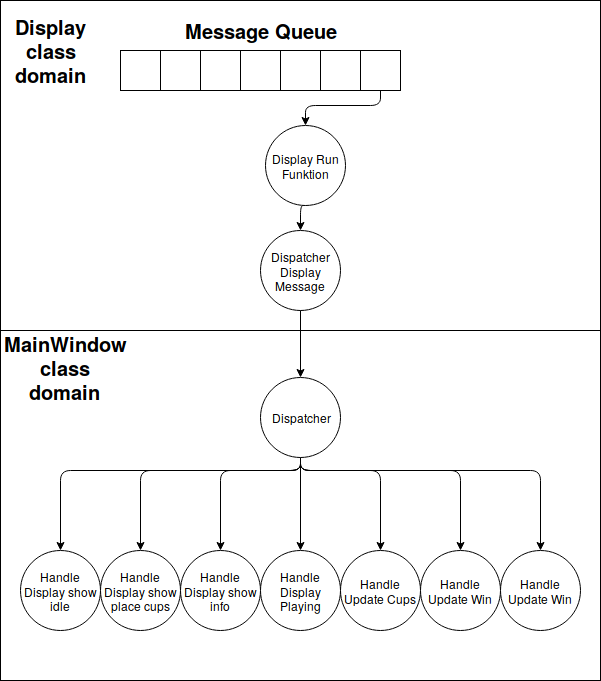 Display
class
domain
Message Queue
Display Run
Funktion
Dispatcher
Display
Message
MainWindow
class
domain
Dispatcher
Handle
Display show
idle
Handle
Display show
place cups
Handle
Display show
info
Handle
Display
Playing
Handle
Update Cups
Handle
Update Win
Handle
Update Win